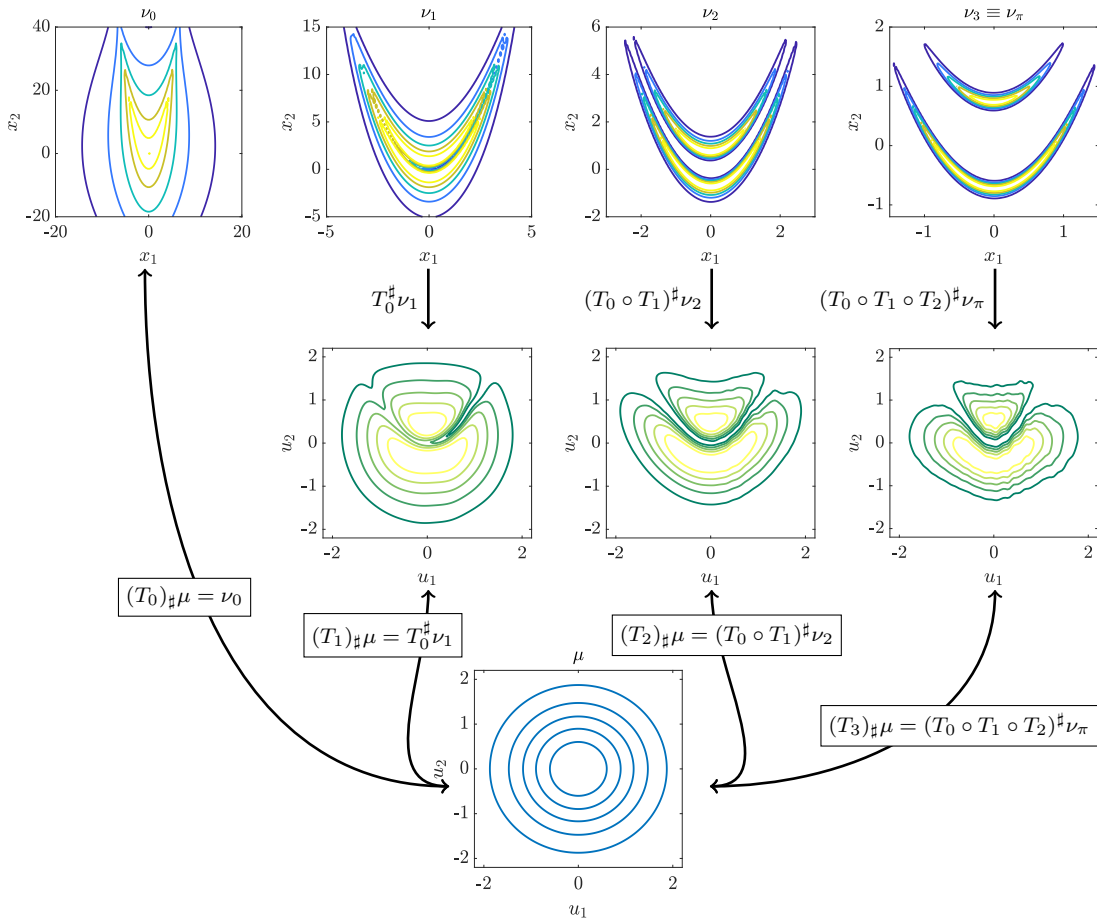 ν₀
40
20
0
-20
x₂
-20
0
20
x₁
ν₁
15
10
5
0
-5
x₂
-5
0
5
x₁
ν₂
6
4
2
0
-2
x₂
-2
0
2
x₁
ν₃ ≡ ν_π
2
1
0
-1
x₂
-1
0
1
x₁
T₀^♯ν₁
(T₀ ∘ T₁)^♯ν₂
(T₀ ∘ T₁ ∘ T₂)^♯ν_π
2
1
0
-1
-2
u₂
-2
0
2
u₁
2
1
0
-1
-2
u₂
-2
0
2
u₁
2
1
0
-1
-2
u₂
-2
0
2
u₁
(T₀)_♯μ = ν₀
(T₁)_♯μ = T₀^♯ν₁
(T₂)_♯μ = (T₀ ∘ T₁)^♯ν₂
(T₃)_♯μ = (T₀ ∘ T₁ ∘ T₂)^♯ν_π
μ
2
1
0
-1
-2
u₂
-2
0
2
u₁